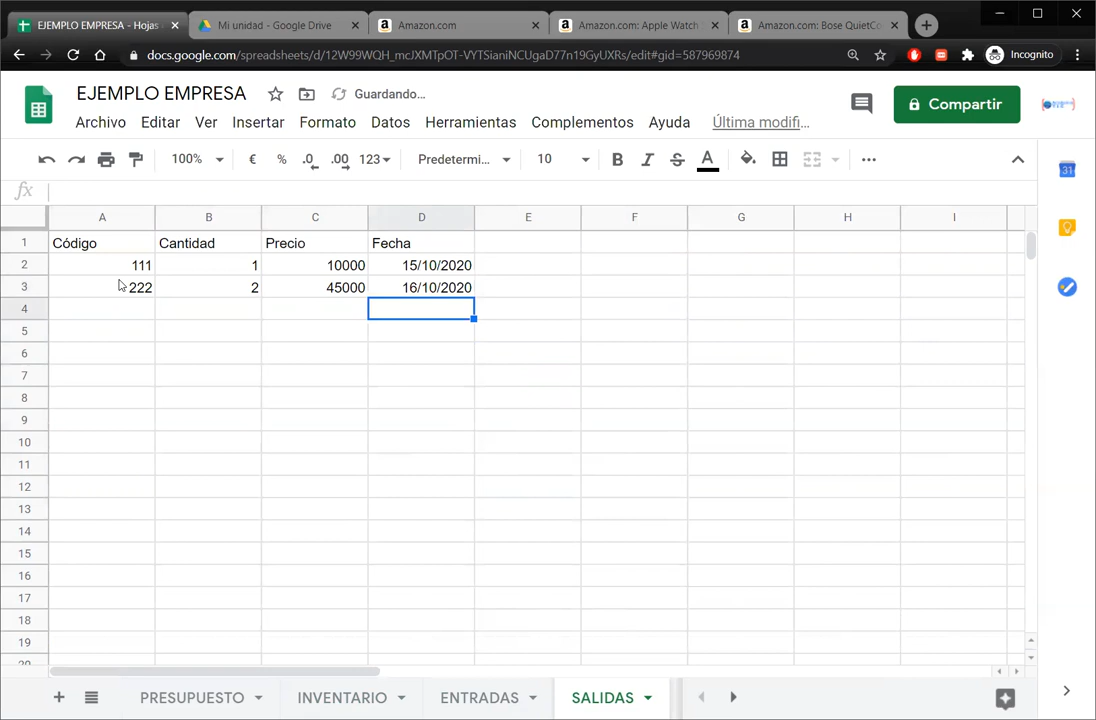 EJEMPLO EMPRESA - Hojas
Mi unidad - Google Drive
Amazon.com
Amazon.com: Apple Watch
Amazon.com: Bose QuietCo
docs.google.com/spreadsheets/d/12W99WQH_mcJXMTpOT-VYTSianiNCUgaD77n19GyUXRs/edit#gid=587969874
Incognito
EJEMPLO EMPRESA
Guardando...
Compartir
Archivo Editar Ver Insertar Formato Datos Herramientas Complementos Ayuda Última modifi...
100% € % .0 .00 123 Predetermi... 10 B I S A
31
fx
A B C D E F G H I
1 Código Cantidad Precio Fecha
2 111 1 10000 15/10/2020
3 222 2 45000 16/10/2020
4
5
6
7
8
9
10
11
12
13
14
15
16
17
18
19
20
PRESUPUESTO INVENTARIO ENTRADAS SALIDAS